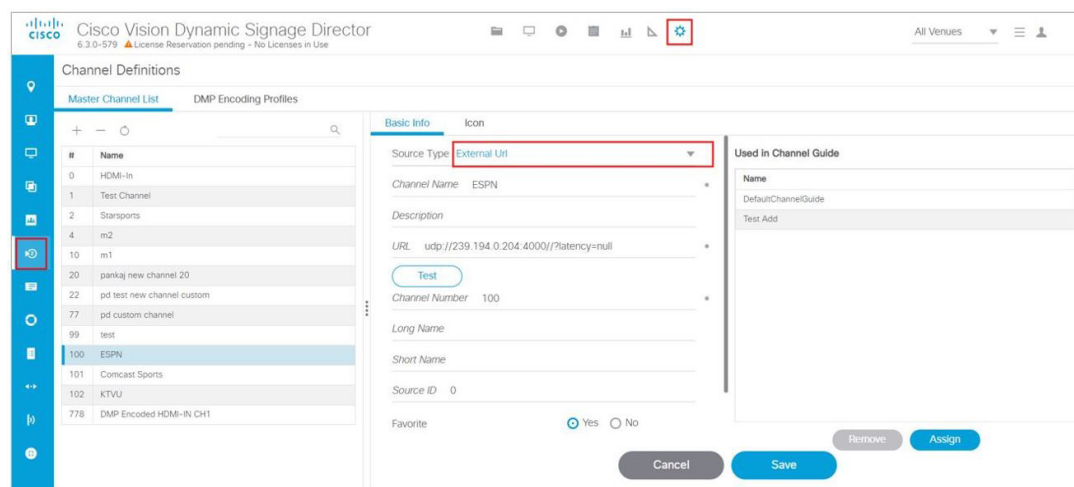 CISCO
Cisco Vision Dynamic Signage Director
6.3.0-579 License Reservation pending - No Licenses in Use
All Venues
Channel Definitions
Master Channel List DMP Encoding Profiles
# Name
0 HDMI-In
1 Test Channel
2 Starsports
4 m2
10 m1
20 pankaj new channel 20
22 pd test new channel custom
77 pd custom channel
99 test
100 ESPN
101 Comcast Sports
102 KTVU
778 DMP Encoded HDMI-IN CH1
Basic Info Icon
Source Type External Url
Channel Name ESPN
Description
URL udp://239.194.0.204:4000//?latency=null
Test
Channel Number 100
Long Name
Short Name
Source ID 0
Favorite Yes No
Used in Channel Guide
Name
DefaultChannelGuide
Test Add
Remove Assign
Cancel Save